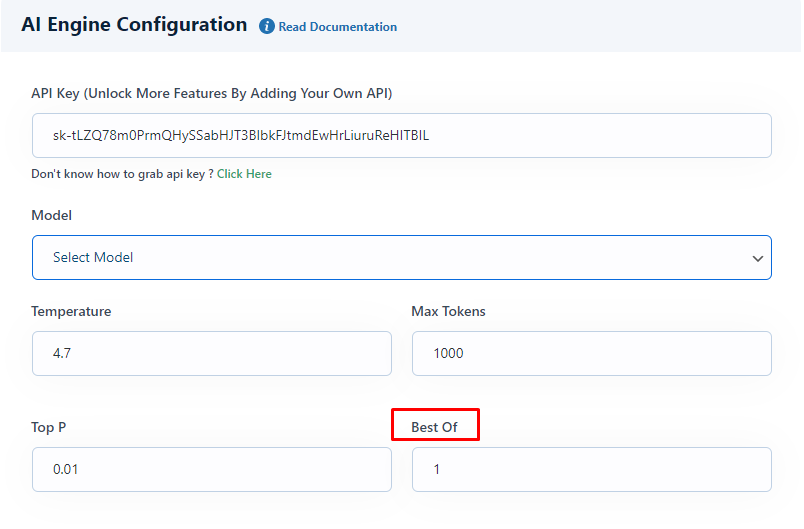 AI Engine Configuration
Read Documentation
API Key (Unlock More Features By Adding Your Own API)
Don't know how to grab api key ? Click Here
Model
Select Model
Temperature
Max Tokens
4.7
1000
Top P
Best Of
0.01
1